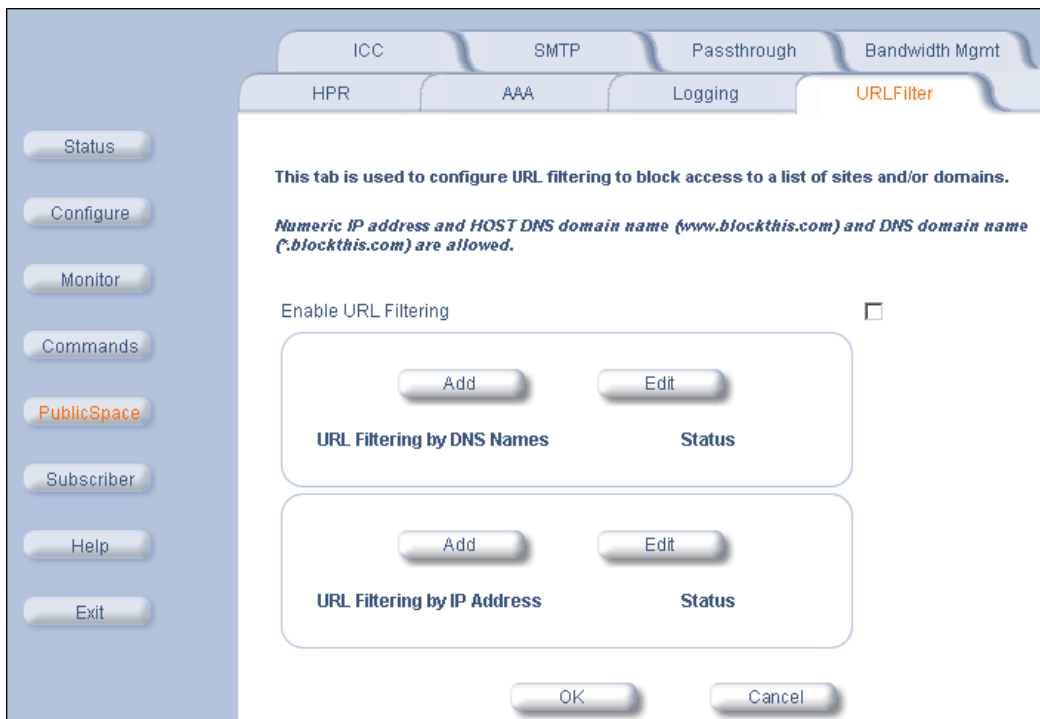 ICC SMTP Passthrough Bandwidth Mgmt
HPR AAA Logging URLFilter
Status
Configure
Monitor
Commands
PublicSpace
Subscriber
Help
Exit
This tab is used to configure URL filtering to block access to a list of sites and/or domains.
Numeric IP address and HOST DNS domain name (www.blockthis.com) and DNS domain name
(*.blockthis.com) are allowed.
Enable URL Filtering
Add Edit
URL Filtering by DNS Names Status
Add Edit
URL Filtering by IP Address Status
OK Cancel